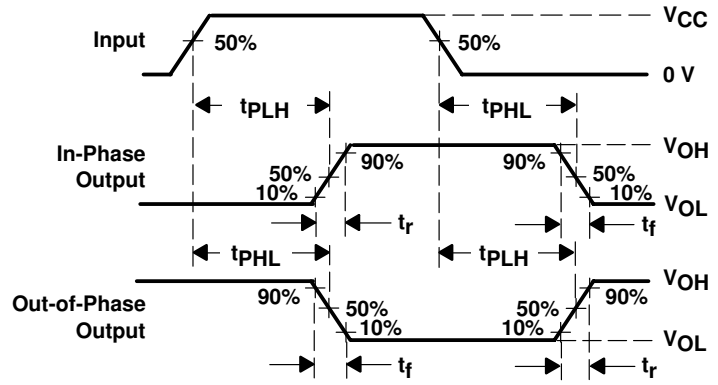 VCC
Input
50%
50%
0 V
tPLH
tPHL
In-Phase
Output
VOH
90%
90%
50%
50%
10%
10%
VOL
tr
tf
tPHL
tPLH
Out-of-Phase
Output
VOH
90%
90%
50%
50%
10%
10%
VOL
tf
tr